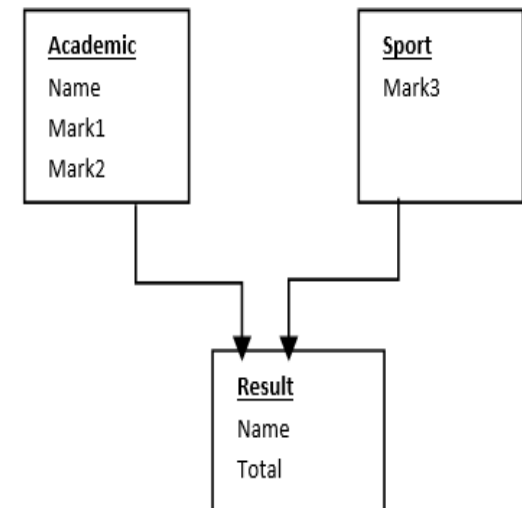 Academic
Name
Mark1
Mark2
Sport
Mark3
Result
Name
Total